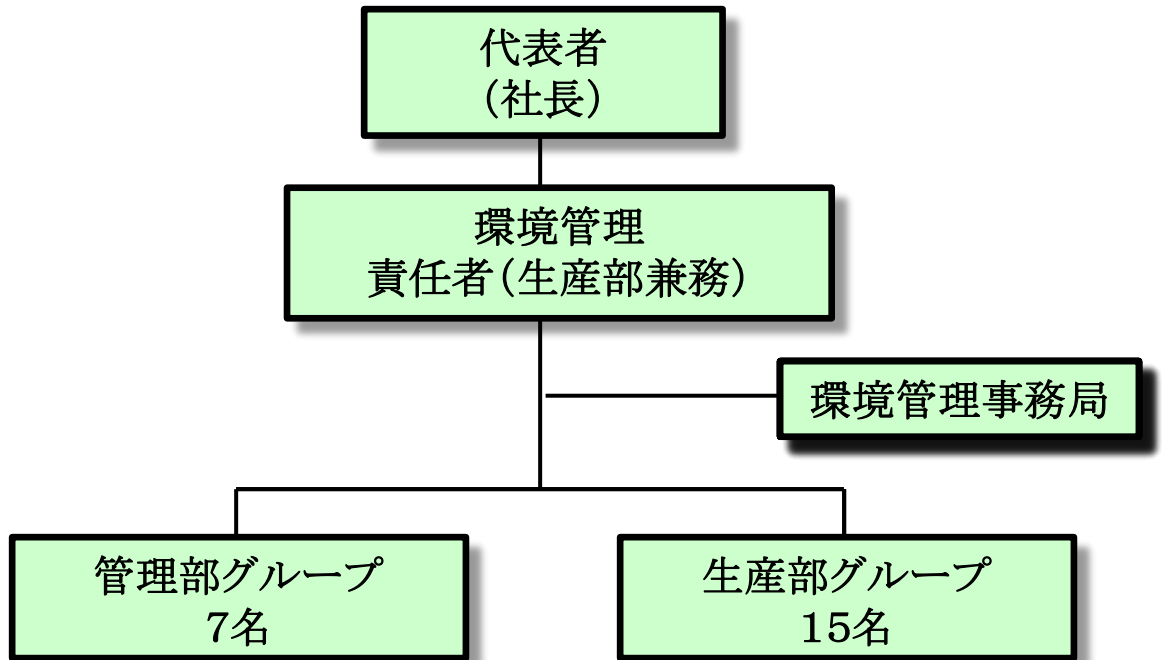 代表者
（社長）
環境管理
責任者（生産部兼務）
環境管理事務局
管理部グループ
7名
生産部グループ
15名